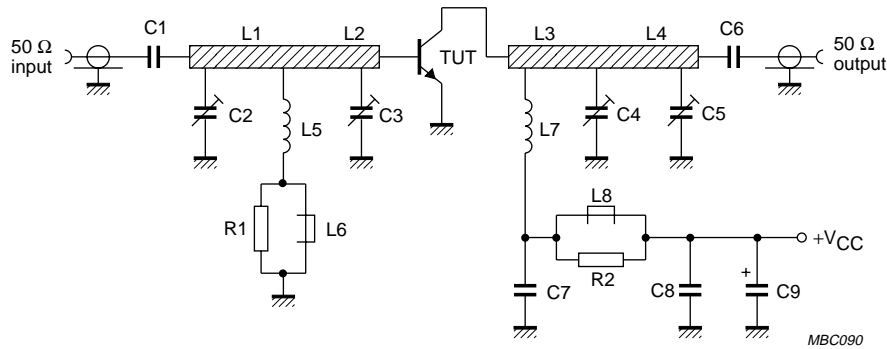 50 Ω
input
C1
L1
L2
TUT
L3
L4
C6
50 Ω
output
C2
L5
C3
L7
C4
C5
R1
L6
L8
+VCC
R2
C7
C8
+
C9
MBC090